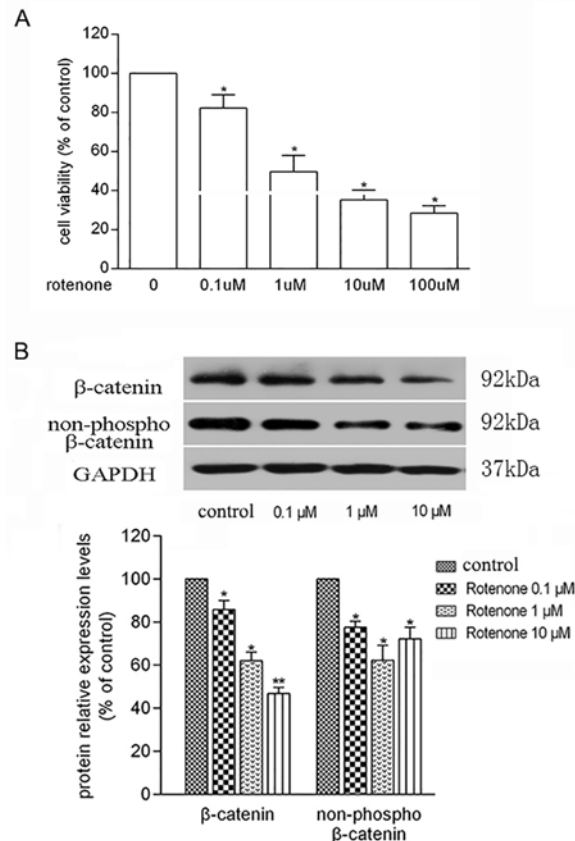 A
120
100
80
60
40
20
0
cell viability (% of control)
*
*
*
*
rotenone 0 0.1uM 1uM 10uM 100uM
B
β-catenin 92kDa
non-phospho
β-catenin 92kDa
GAPDH 37kDa
control 0.1 µM 1 µM 10 µM
120
100
80
60
40
20
0
protein relative expression levels
(% of control)
*
*
**
*
*
*
control
Rotenone 0.1 µM
Rotenone 1 µM
Rotenone 10 µM
β-catenin non-phospho
β-catenin